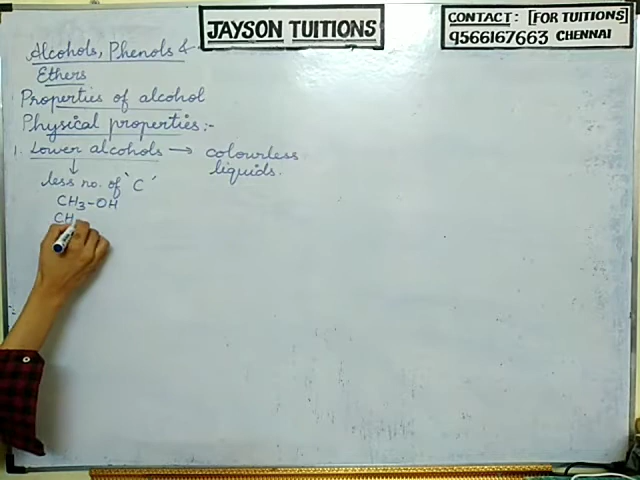 JAYSON TUITIONS
CONTACT: [FOR TUITIONS]
9566167663 CHENNAI
Alcohols, Phenols &
Ethers
Properties of alcohol
Physical properties:-
1. Lower alcohols → colourless
liquids.
↓
less no. of 'C'
CH3-OH
CH